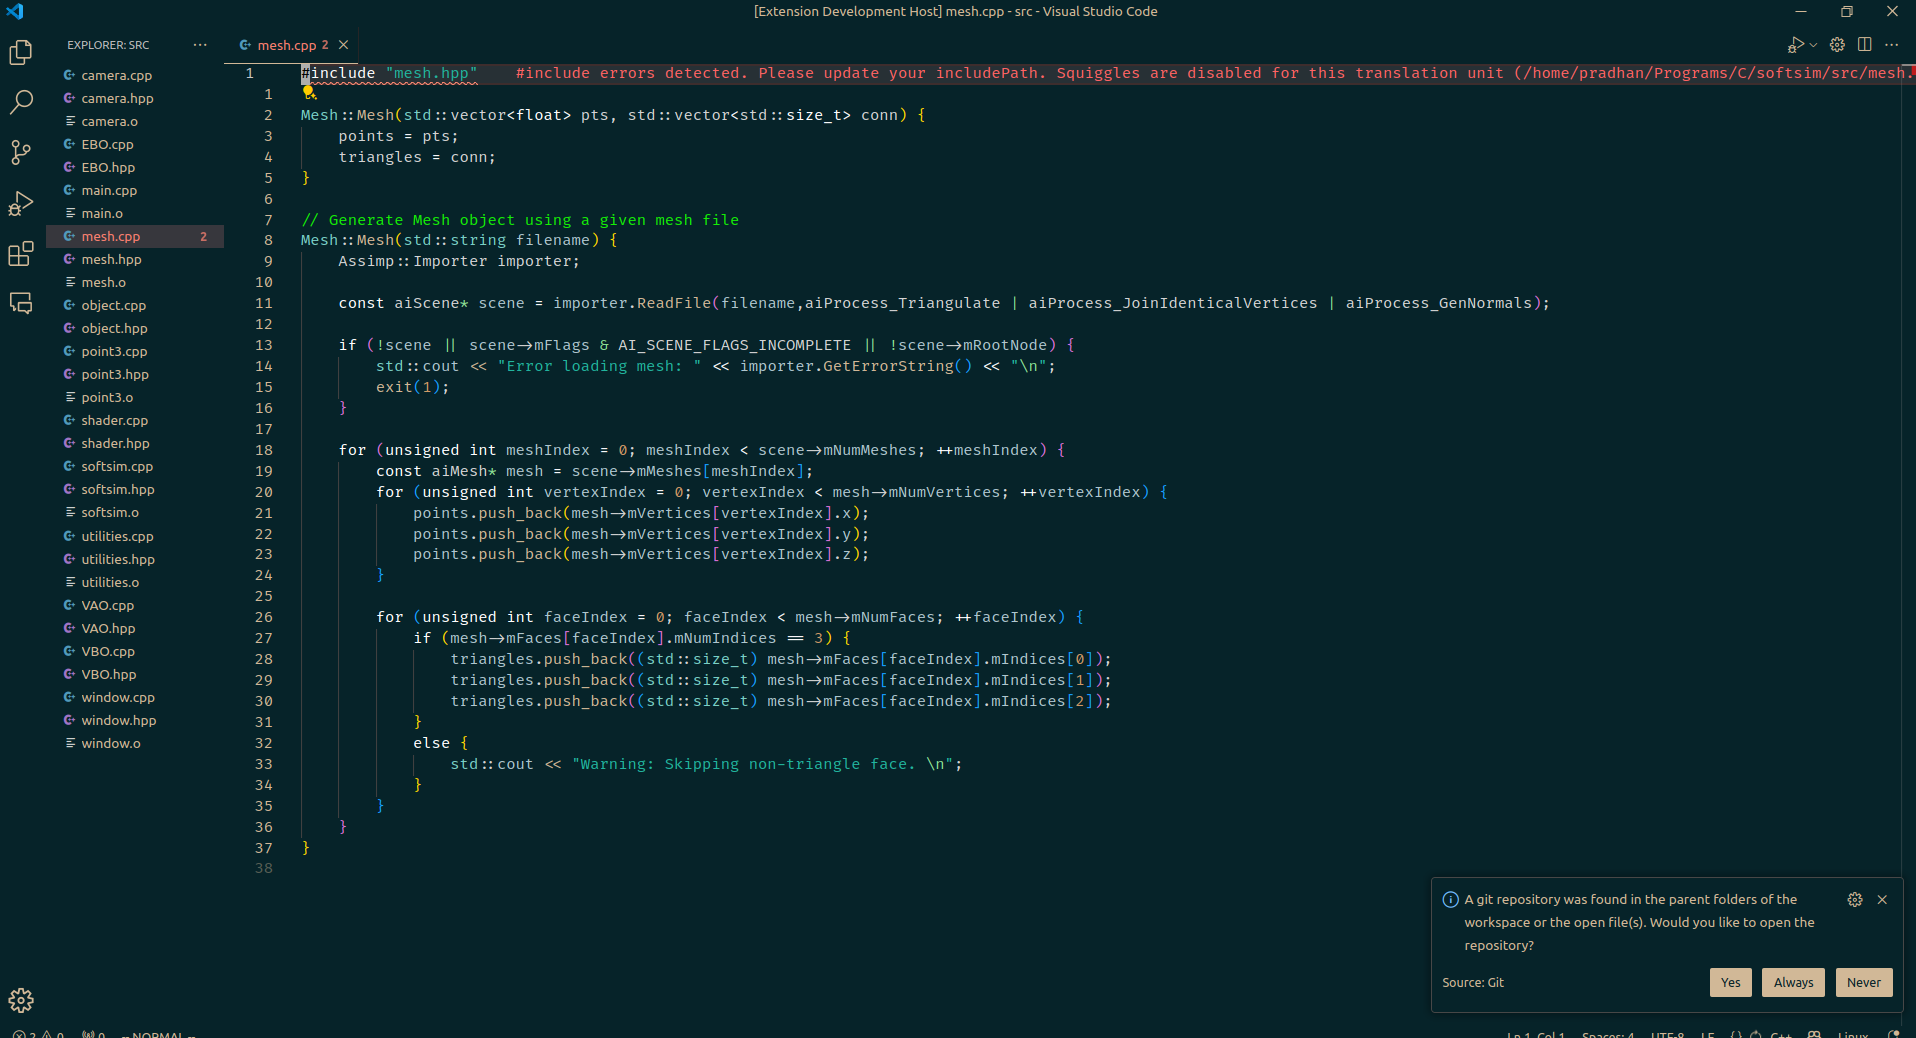 [Extension Development Host] mesh.cpp - src - Visual Studio Code
EXPLORER: SRC
camera.cpp
camera.hpp
camera.o
EBO.cpp
EBO.hpp
main.cpp
main.o
mesh.cpp 2
mesh.hpp
mesh.o
object.cpp
object.hpp
point3.cpp
point3.hpp
point3.o
shader.cpp
shader.hpp
softsim.cpp
softsim.hpp
softsim.o
utilities.cpp
utilities.hpp
utilities.o
VAO.cpp
VAO.hpp
VBO.cpp
VBO.hpp
window.cpp
window.hpp
window.o
mesh.cpp 2
1 #include "mesh.hpp" #include errors detected. Please update your includePath. Squiggles are disabled for this translation unit (/home/pradhan/Programs/C/softsim/src/mesh.
1
2 Mesh::Mesh(std::vector<float> pts, std::vector<std::size_t> conn) {
3 points = pts;
4 triangles = conn;
5 }
6
7 // Generate Mesh object using a given mesh file
8 Mesh::Mesh(std::string filename) {
9 Assimp::Importer importer;
10
11 const aiScene* scene = importer.ReadFile(filename,aiProcess_Triangulate | aiProcess_JoinIdenticalVertices | aiProcess_GenNormals);
12
13 if (!scene || scene->mFlags & AI_SCENE_FLAGS_INCOMPLETE || !scene->mRootNode) {
14 std::cout << "Error loading mesh: " << importer.GetErrorString() << "\n";
15 exit(1);
16 }
17
18 for (unsigned int meshIndex = 0; meshIndex < scene->mNumMeshes; ++meshIndex) {
19 const aiMesh* mesh = scene->mMeshes[meshIndex];
20 for (unsigned int vertexIndex = 0; vertexIndex < mesh->mNumVertices; ++vertexIndex) {
21 points.push_back(mesh->mVertices[vertexIndex].x);
22 points.push_back(mesh->mVertices[vertexIndex].y);
23 points.push_back(mesh->mVertices[vertexIndex].z);
24 }
25
26 for (unsigned int faceIndex = 0; faceIndex < mesh->mNumFaces; ++faceIndex) {
27 if (mesh->mFaces[faceIndex].mNumIndices == 3) {
28 triangles.push_back((std::size_t) mesh->mFaces[faceIndex].mIndices[0]);
29 triangles.push_back((std::size_t) mesh->mFaces[faceIndex].mIndices[1]);
30 triangles.push_back((std::size_t) mesh->mFaces[faceIndex].mIndices[2]);
31 }
32 else {
33 std::cout << "Warning: Skipping non-triangle face. \n";
34 }
35 }
36 }
37 }
38
A git repository was found in the parent folders of the
workspace or the open file(s). Would you like to open the
repository?
Source: Git
Yes Always Never
2 0 0 -- NORMAL -- Ln 1, Col 1 Spaces: 4 UTF-8 LF {} C++ Linux